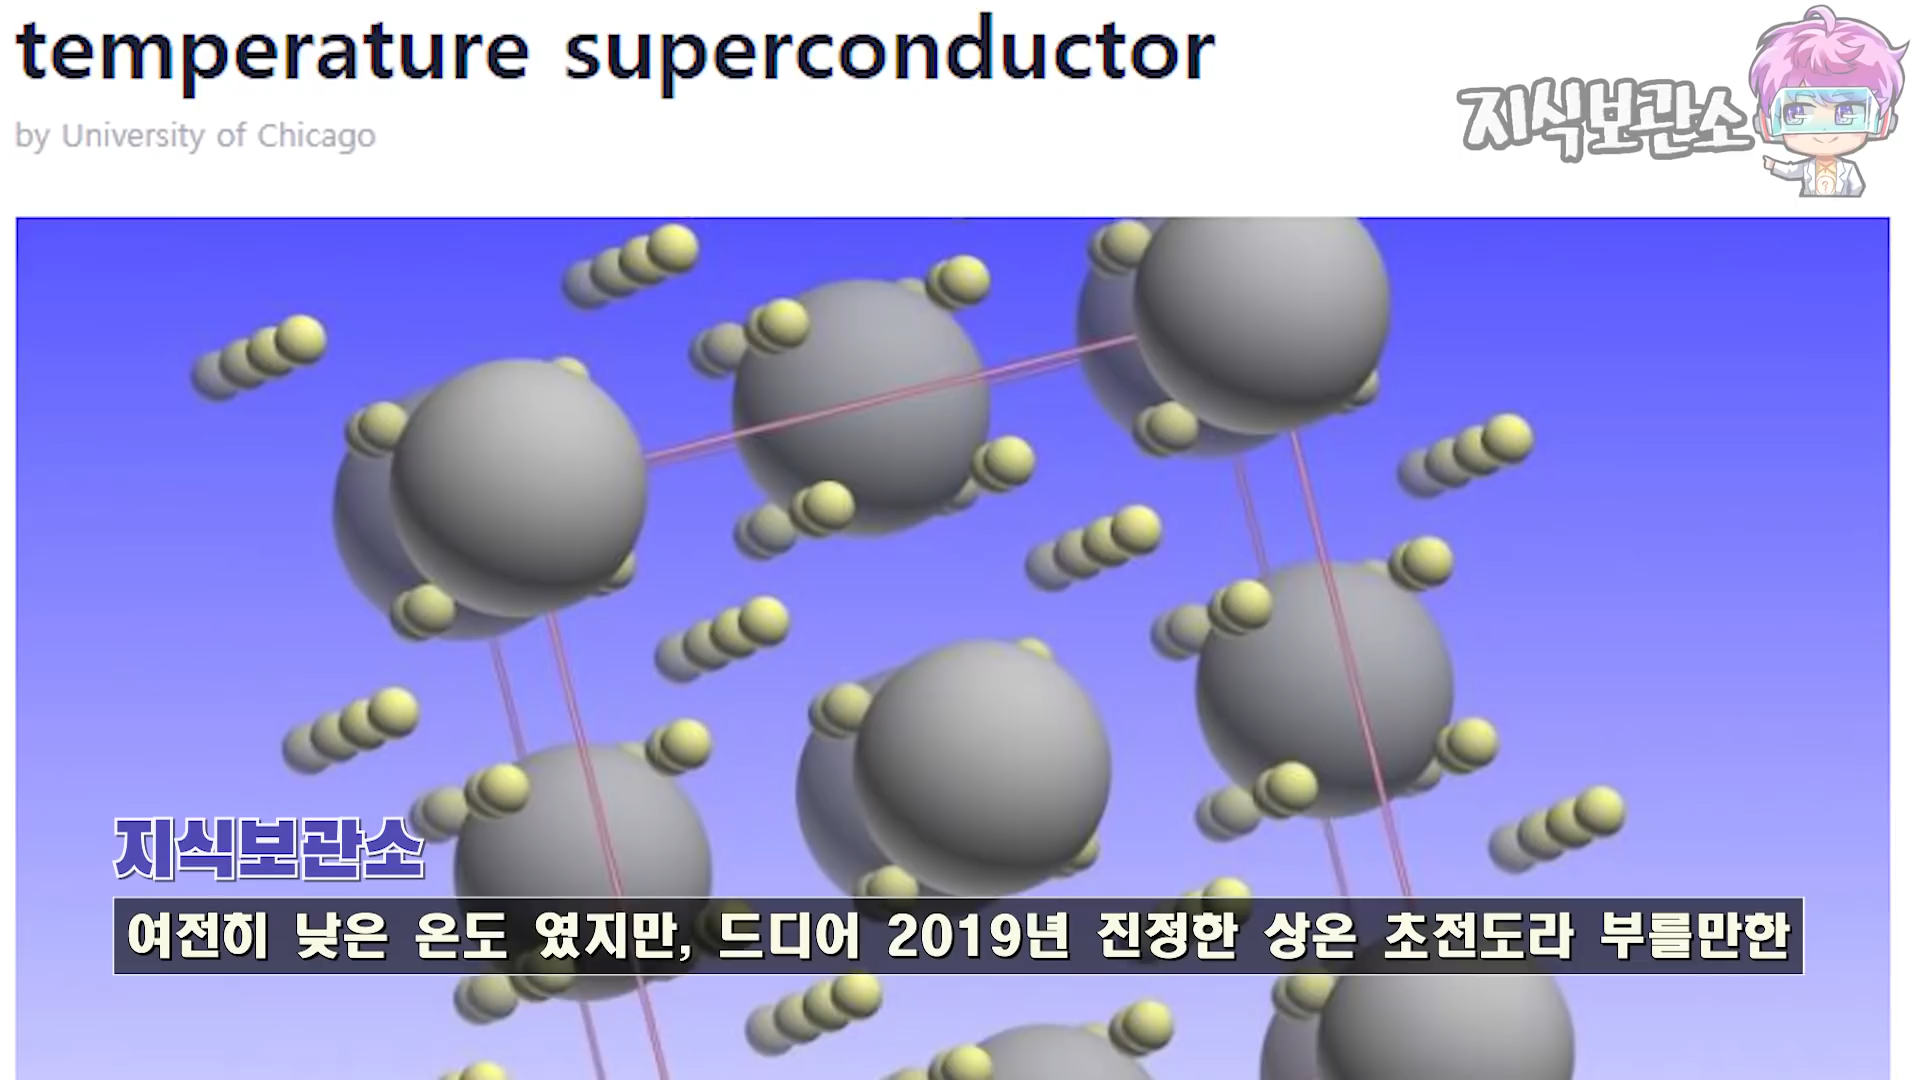 temperature superconductor
by University of Chicago
지식보관소
지식보관소
여전히 낮은 온도 였지만, 드디어 2019년 진정한 상온 초전도라 부를만한